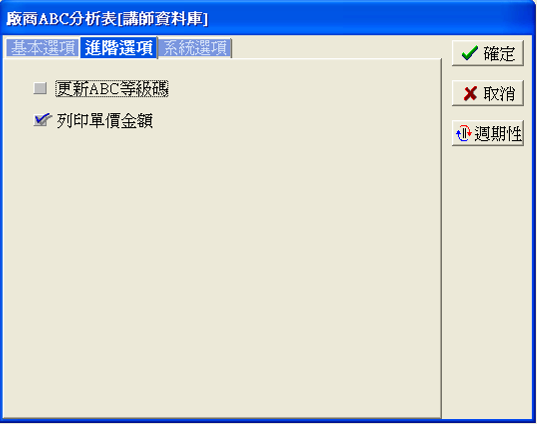 廠商ABC分析表[講師資料庫]
基本選項 進階選項 系統選項
更新ABC等級碼
列印單價金額
確定
取消
週期性